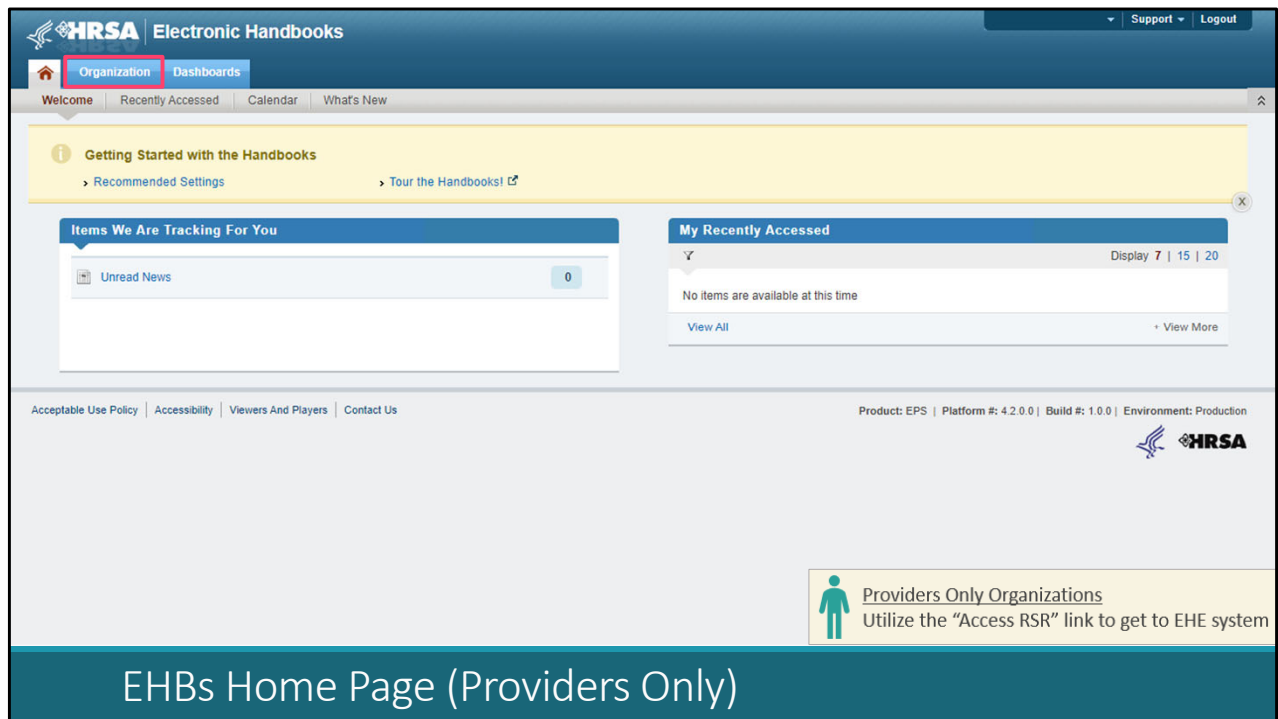 HRSA Electronic Handbooks
Support Logout
Organization Dashboards
Welcome Recently Accessed Calendar What's New
Getting Started with the Handbooks
Recommended Settings Tour the Handbooks!
X
Items We Are Tracking For You
Unread News 0
My Recently Accessed
Display 7 | 15 | 20
No items are available at this time
View All + View More
Acceptable Use Policy | Accessibility | Viewers And Players | Contact Us
Product: EPS | Platform #: 4.2.0.0 | Build #: 1.0.0 | Environment: Production
HRSA
Providers Only Organizations
Utilize the “Access RSR” link to get to EHE system
EHBs Home Page (Providers Only)